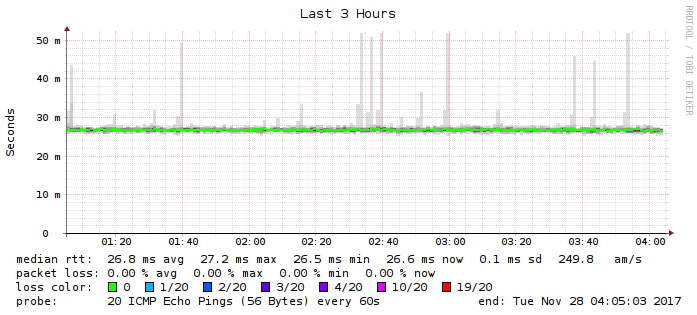 Last 3 Hours
RRDTOOL / TOBI OETIKER
Seconds
50 m
40 m
30 m
20 m
10 m
0
01:20 01:40 02:00 02:20 02:40 03:00 03:20 03:40 04:00
median rtt: 26.8 ms avg 27.2 ms max 26.5 ms min 26.6 ms now 0.1 ms sd 249.8 am/s
packet loss: 0.00 % avg 0.00 % max 0.00 % min 0.00 % now
loss color: 0 1/20 2/20 3/20 4/20 10/20 19/20
probe: 20 ICMP Echo Pings (56 Bytes) every 60s end: Tue Nov 28 04:05:03 2017